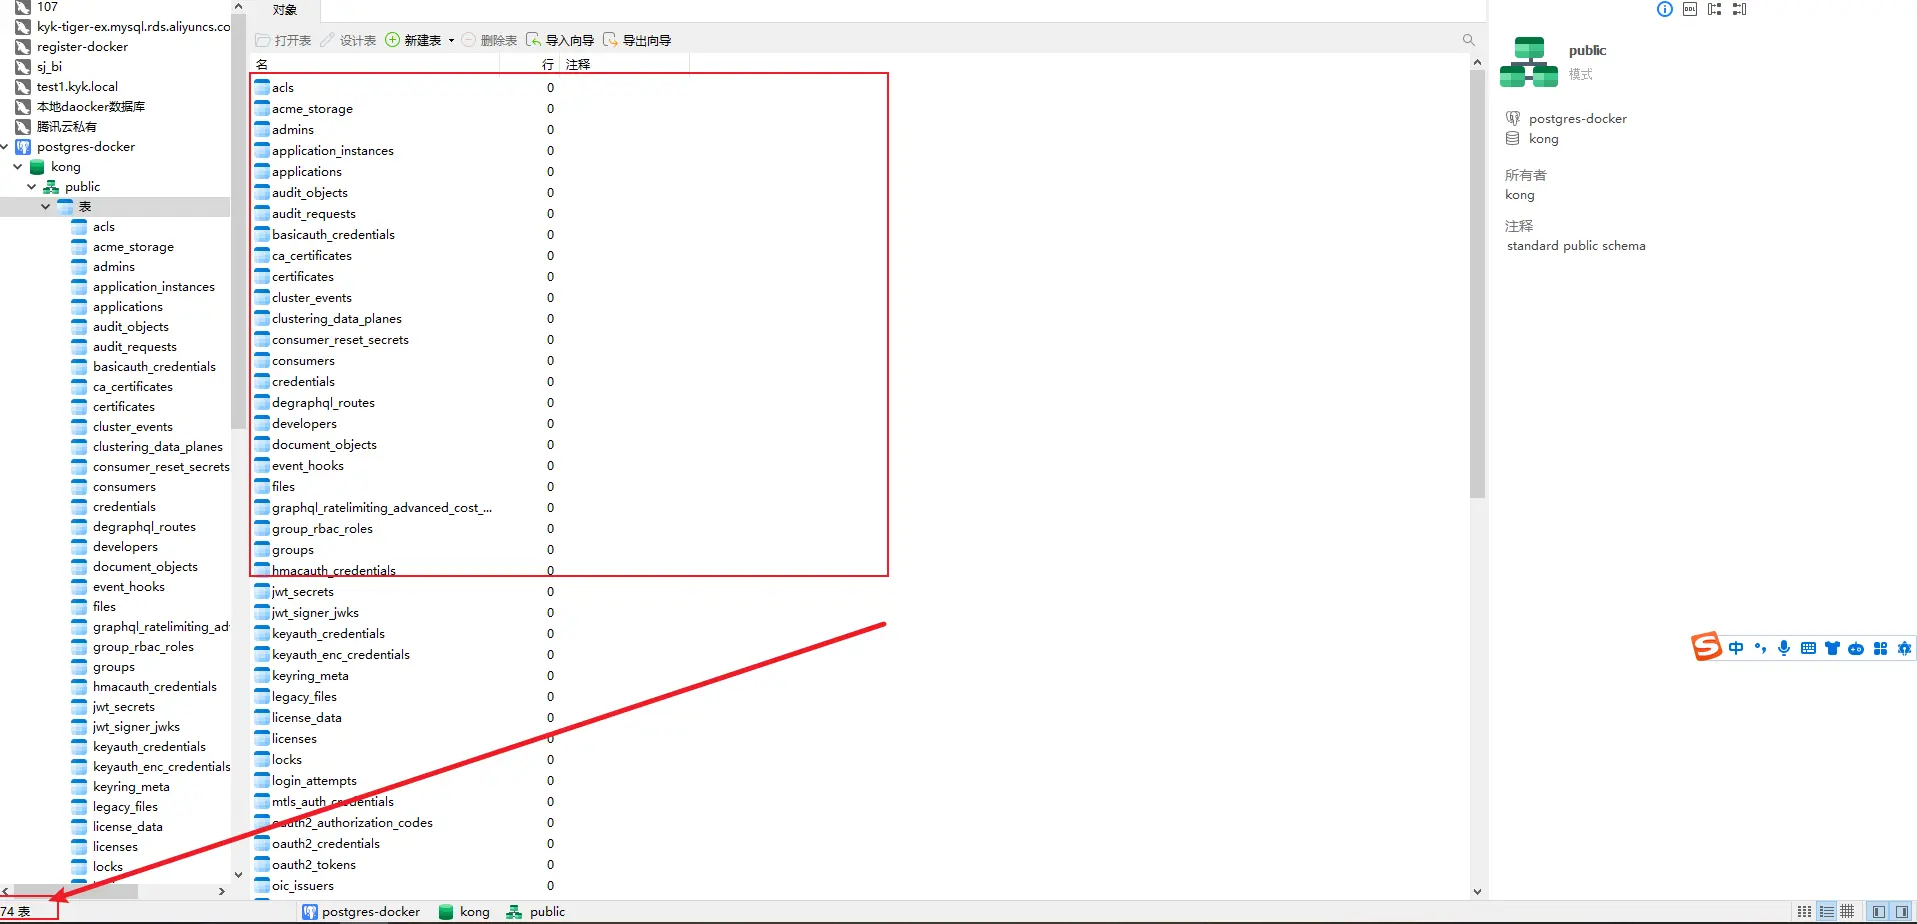 107
kyk-tiger-ex.mysql.rds.aliyuncs.co
register-docker
sj_bi
test1.kyk.local
本地daocker数据库
腾讯云私有
postgres-docker
kong
public
表
acls
acme_storage
admins
application_instances
applications
audit_objects
audit_requests
basicauth_credentials
ca_certificates
certificates
cluster_events
clustering_data_planes
consumer_reset_secrets
consumers
credentials
degraphql_routes
developers
document_objects
event_hooks
files
graphql_ratelimiting_ad
group_rbac_roles
groups
hmacauth_credentials
jwt_secrets
jwt_signer_jwks
keyauth_credentials
keyauth_enc_credentials
keyring_meta
legacy_files
license_data
licenses
locks
74 表
对象
打开表 设计表 新建表 删除表 导入向导 导出向导
名 行 注释
acls 0
acme_storage 0
admins 0
application_instances 0
applications 0
audit_objects 0
audit_requests 0
basicauth_credentials 0
ca_certificates 0
certificates 0
cluster_events 0
clustering_data_planes 0
consumer_reset_secrets 0
consumers 0
credentials 0
degraphql_routes 0
developers 0
document_objects 0
event_hooks 0
files 0
graphql_ratelimiting_advanced_cost_... 0
group_rbac_roles 0
groups 0
hmacauth_credentials 0
jwt_secrets 0
jwt_signer_jwks 0
keyauth_credentials 0
keyauth_enc_credentials 0
keyring_meta 0
legacy_files 0
license_data 0
licenses 0
locks 0
login_attempts 0
mtls_auth_credentials 0
oauth2_authorization_codes 0
oauth2_credentials 0
oauth2_tokens 0
oic_issuers 0
postgres-docker kong public
DDL
public
模式
postgres-docker
kong
所有者
kong
注释
standard public schema
S 中